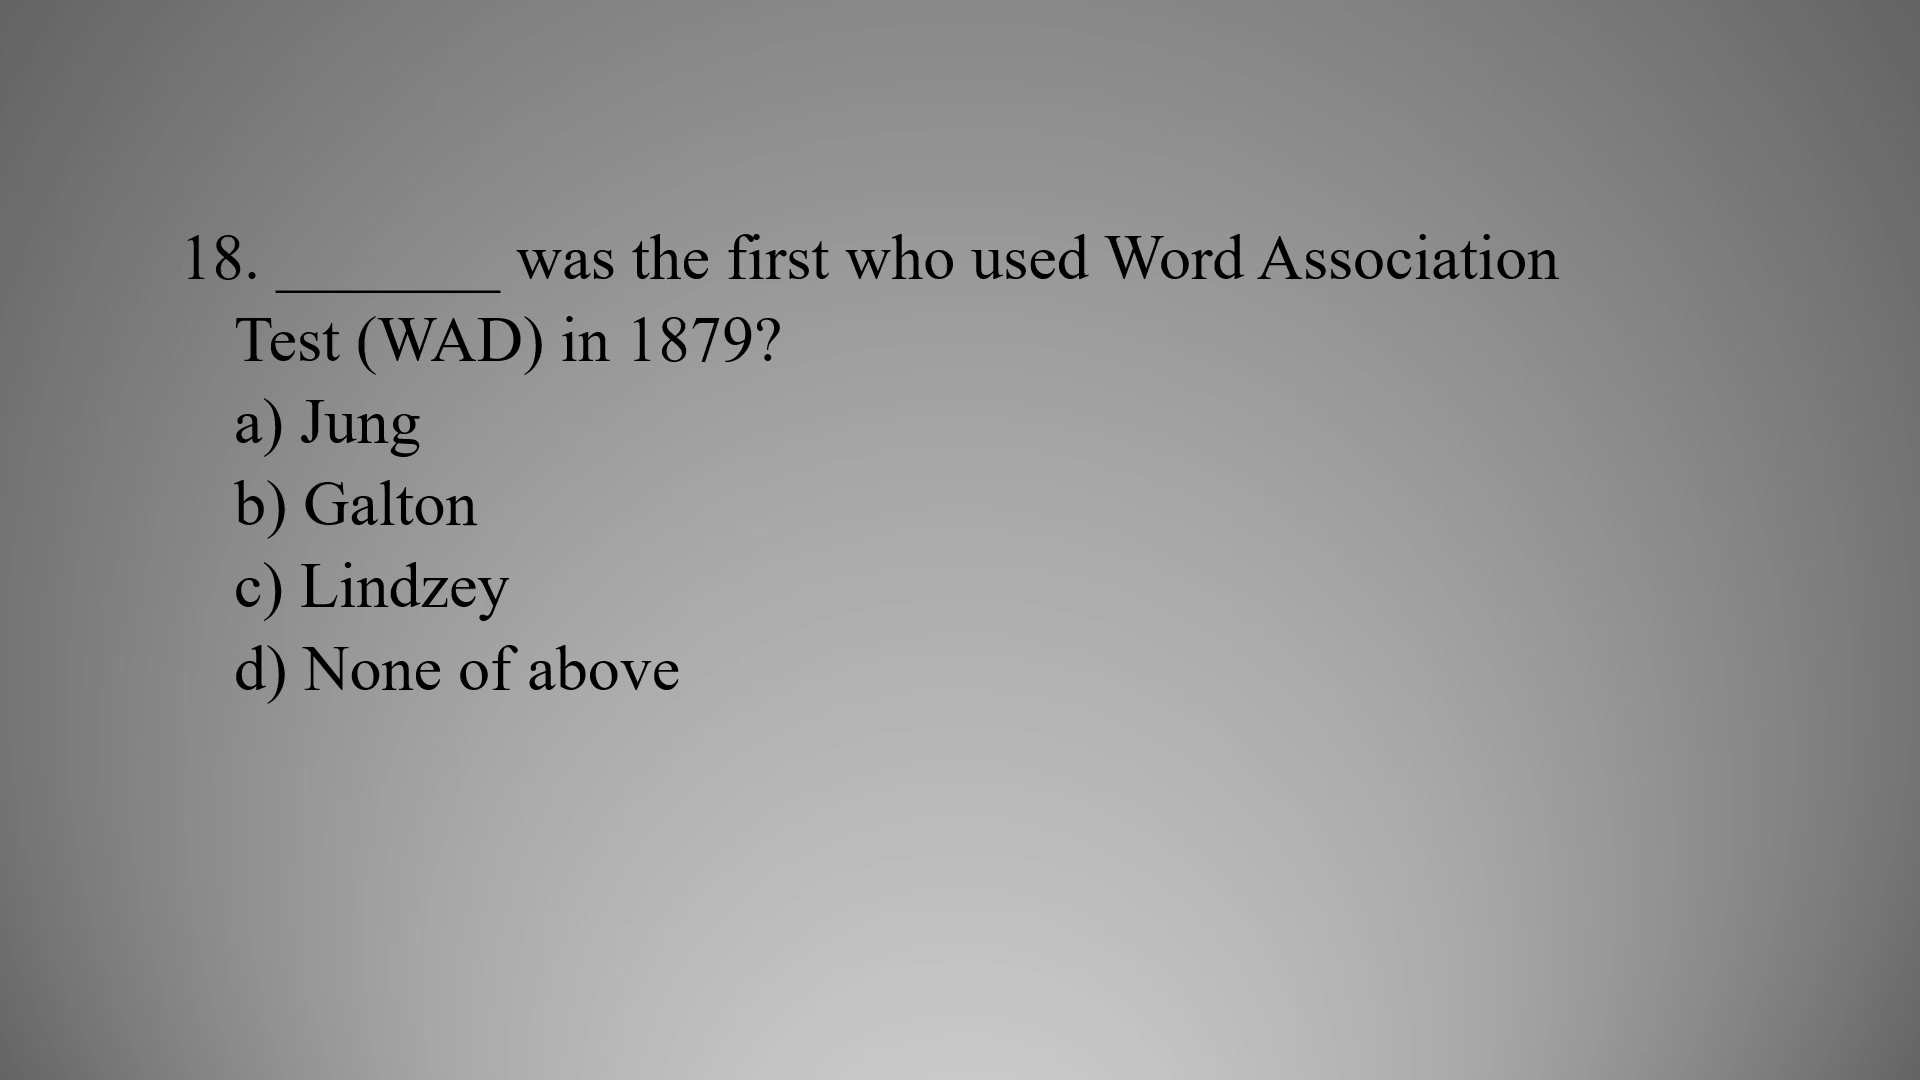 18. _______ was the first who used Word Association
Test (WAD) in 1879?
a) Jung
b) Galton
c) Lindzey
d) None of above